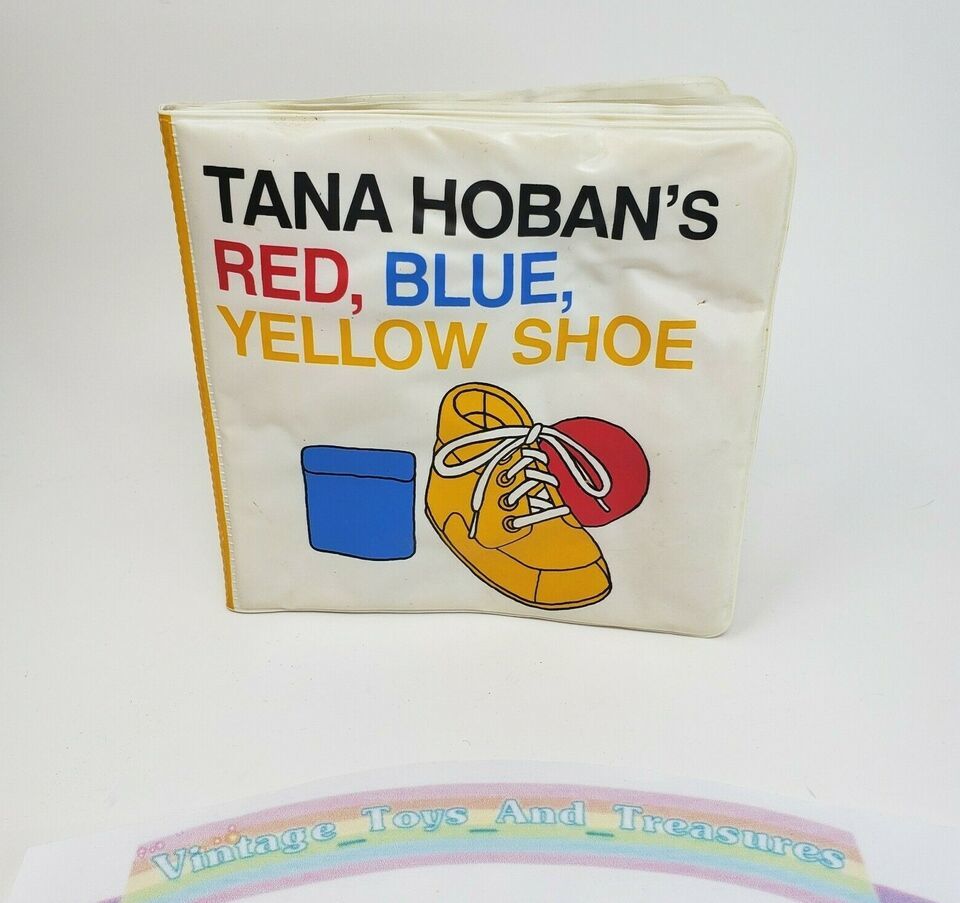 TANA HOBAN'S
RED, BLUE,
YELLOW SHOE
Vintage_Toys_And_Treasures